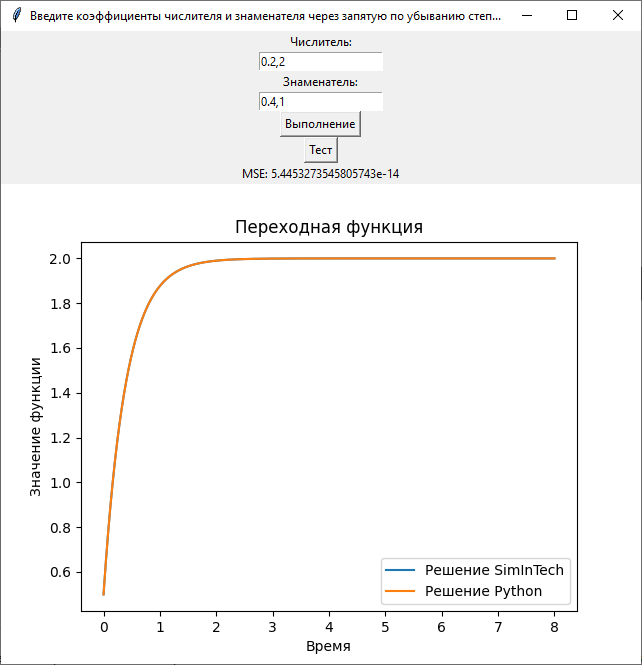 Введите коэффициенты числителя и знаменателя через запятую по убыванию степ...
Числитель:
0.2,2
Знаменатель:
0.4,1
Выполнение
Тест
MSE: 5.4453273545805743e-14
Переходная функция
2.0
1.8
1.6
1.4
1.2
1.0
0.8
0.6
Значение функции
Решение SimInTech
Решение Python
0 1 2 3 4 5 6 7 8
Время